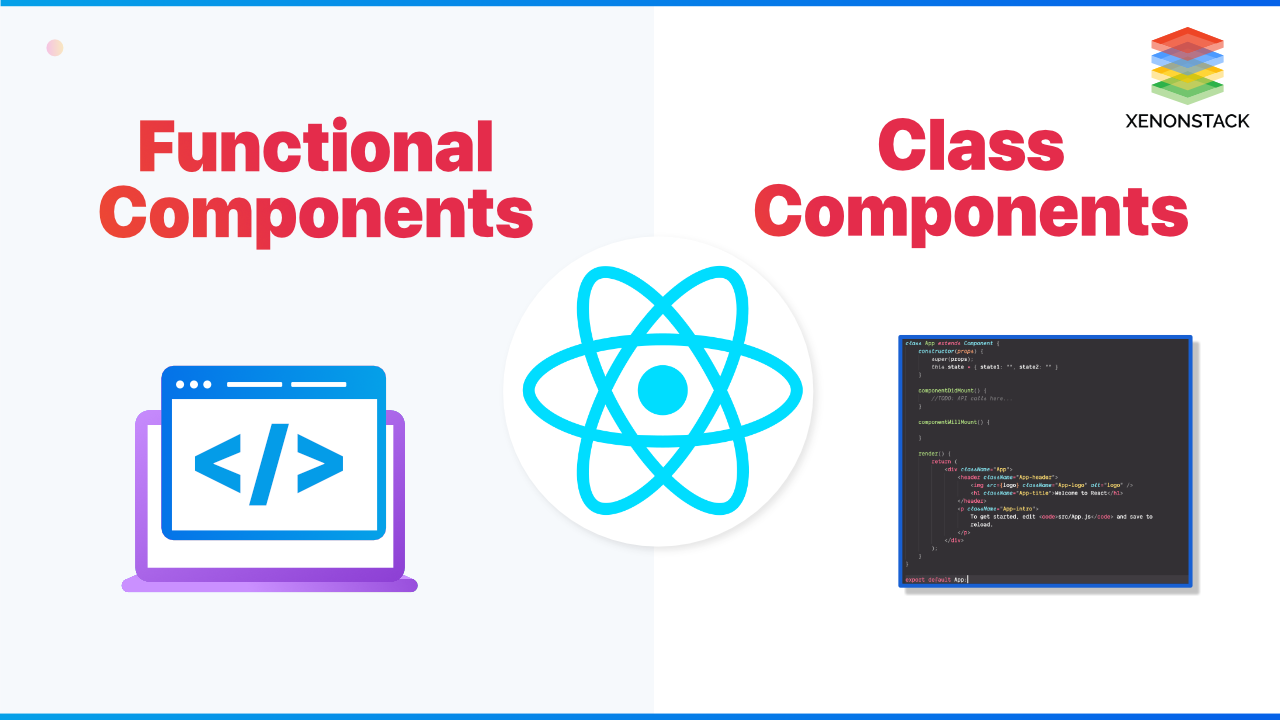 Functional
Components
</>
Class
Components
XENONSTACK
class App extends Component {
constructor(props) {
super(props);
this.state = { state1: "", state2: "" }
}
componentDidMount() {
//TODO: API calls here...
}
componentWillMount() {
}
render() {
return (
<div className="App">
<header className="App-header">
<img src={logo} className="App-logo" alt="logo" />
<h1 className="App-title">Welcome to React</h1>
</header>
<p className="App-intro">
To get started, edit <code>src/App.js</code> and save to
reload.
</p>
</div>
);
}
}
export default App;